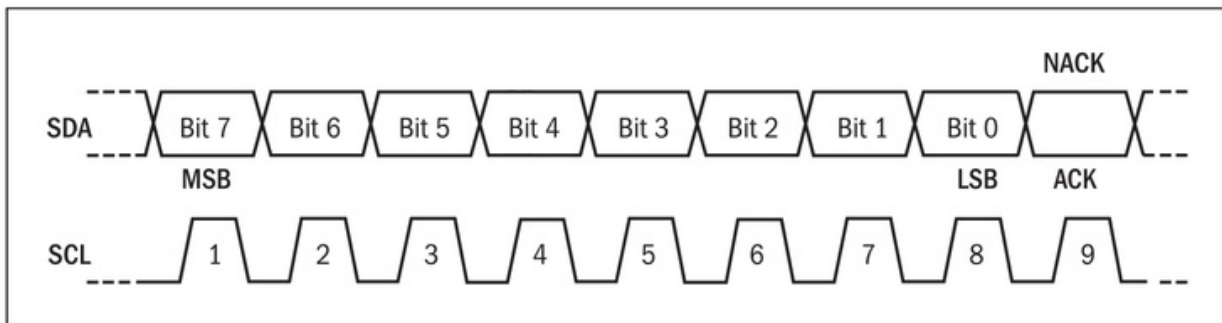 NACK
SDA Bit 7 Bit 6 Bit 5 Bit 4 Bit 3 Bit 2 Bit 1 Bit 0
MSB LSB ACK
SCL 1 2 3 4 5 6 7 8 9